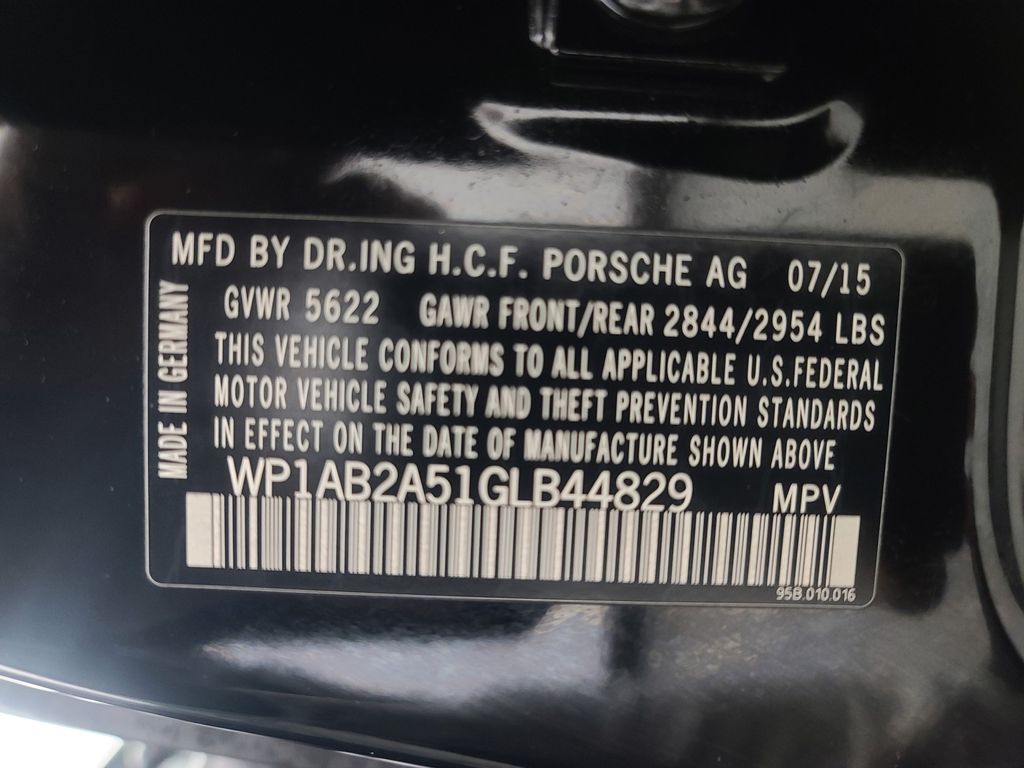 MFD BY DR.ING H.C.F. PORSCHE AG 07/15
GVWR 5622 GAWR FRONT/REAR 2844/2954 LBS
THIS VEHICLE CONFORMS TO ALL APPLICABLE U.S.FEDERAL
MOTOR VEHICLE SAFETY AND THEFT PREVENTION STANDARDS
IN EFFECT ON THE DATE OF MANUFACTURE SHOWN ABOVE
MADE IN GERMANY
WP1AB2A51GLB44829 MPV
95B.010.016